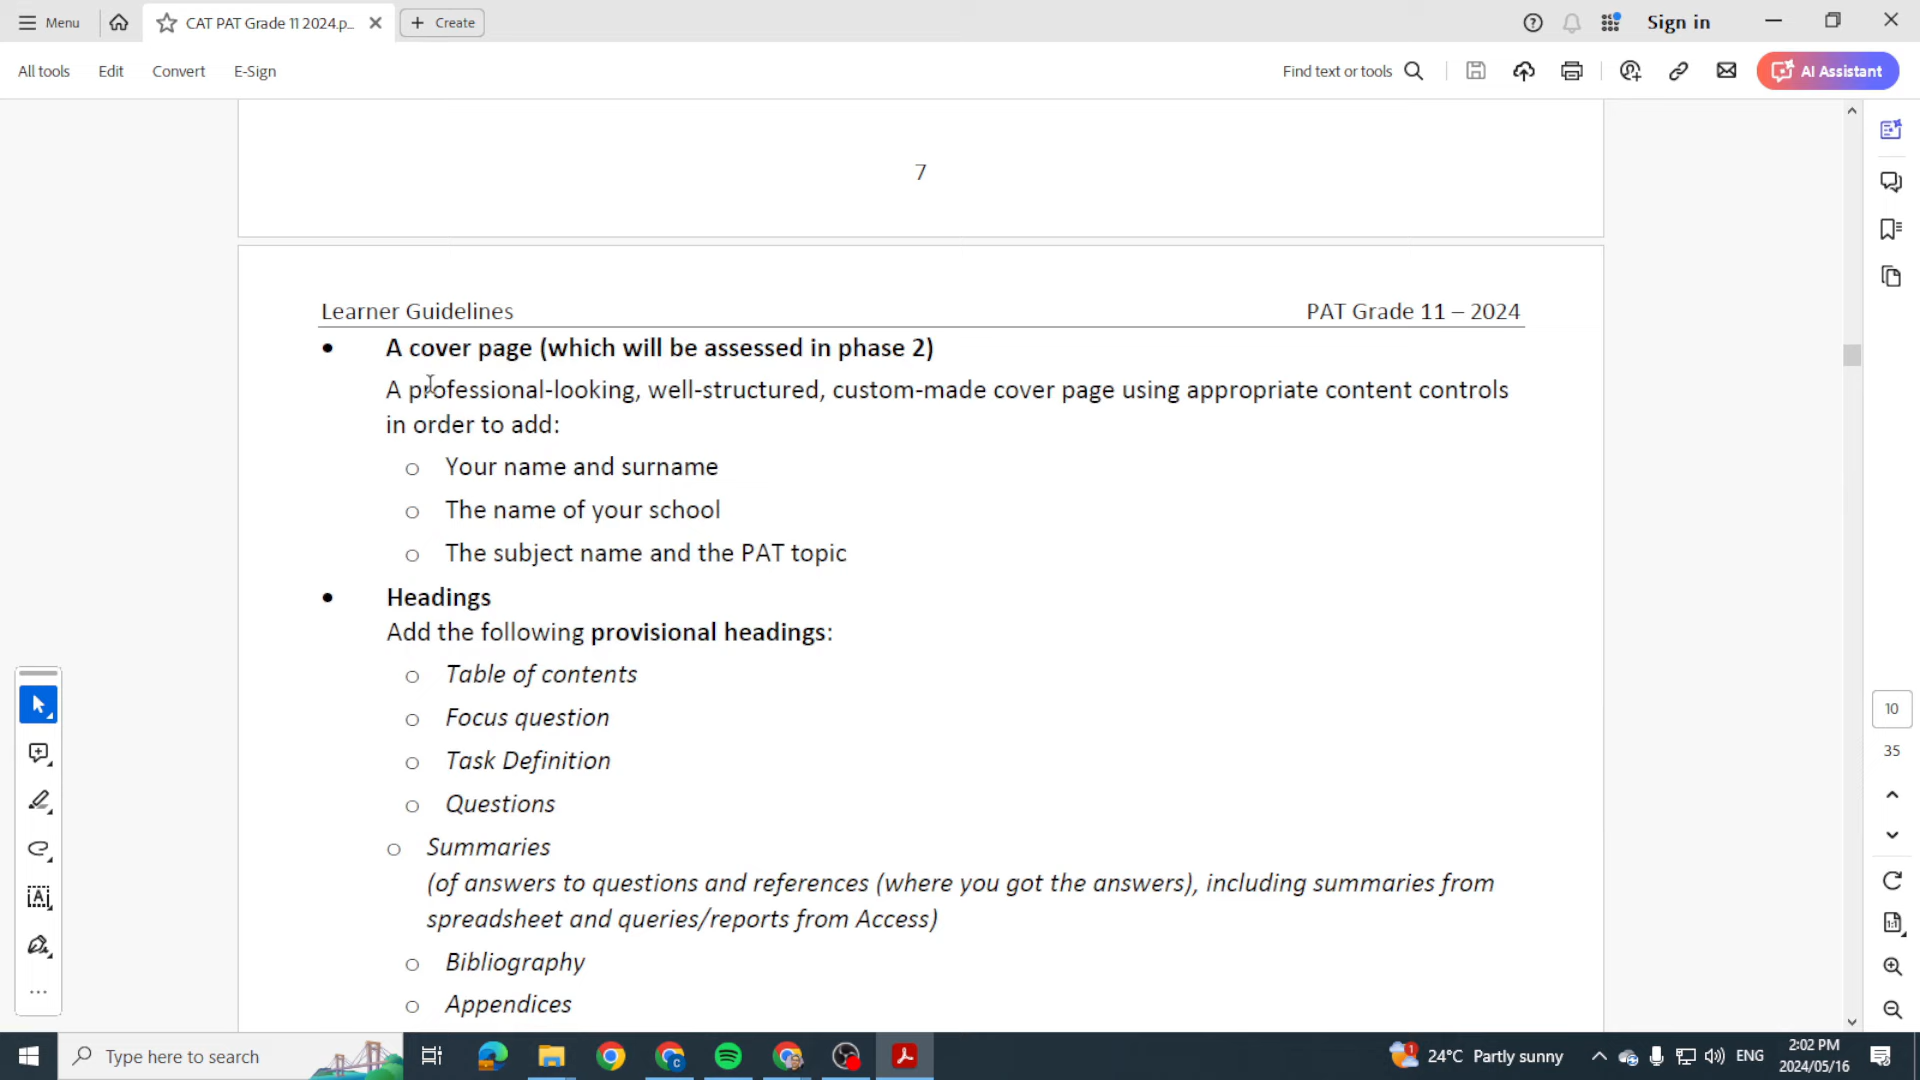 Menu
CAT PAT Grade 11 2024.p...
Create
Sign in
All tools
Edit
Convert
E-Sign
Find text or tools
AI Assistant
7
Learner Guidelines
PAT Grade 11 – 2024
• A cover page (which will be assessed in phase 2)
A professional-looking, well-structured, custom-made cover page using appropriate content controls
in order to add:
o Your name and surname
o The name of your school
o The subject name and the PAT topic
• Headings
Add the following provisional headings:
o Table of contents
o Focus question
o Task Definition
o Questions
o Summaries
(of answers to questions and references (where you got the answers), including summaries from
spreadsheet and queries/reports from Access)
o Bibliography
o Appendices
10
35
Type here to search
1
24°C Partly sunny
ENG
2:02 PM
2024/05/16